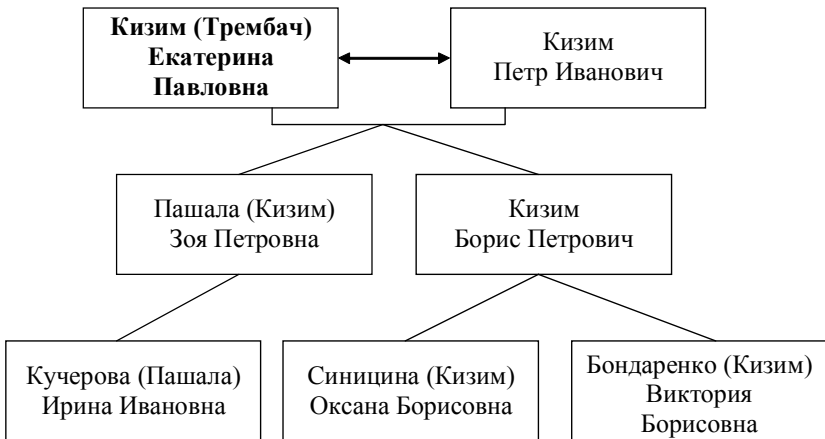 Кизим (Трембач)
Екатерина
Павловна
Кизим
Петр Иванович
Пашала (Кизим)
Зоя Петровна
Кизим
Борис Петрович
Кучерова (Пашала)
Ирина Ивановна
Синицина (Кизим)
Оксана Борисовна
Бондаренко (Кизим)
Виктория
Борисовна